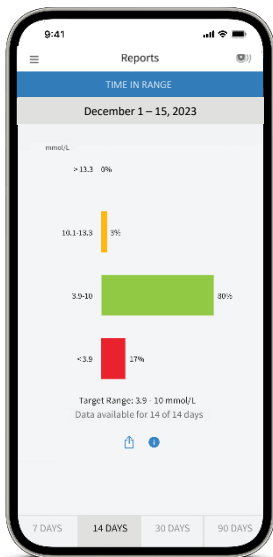 9:41
Reports
TIME IN RANGE
December 1 – 15, 2023
mmol/L
>13.3 0%
10.1-13.3 3%
3.9-10 80%
<3.9 17%
Target Range: 3.9 - 10 mmol/L
Data available for 14 of 14 days
7 DAYS 14 DAYS 30 DAYS 90 DAYS